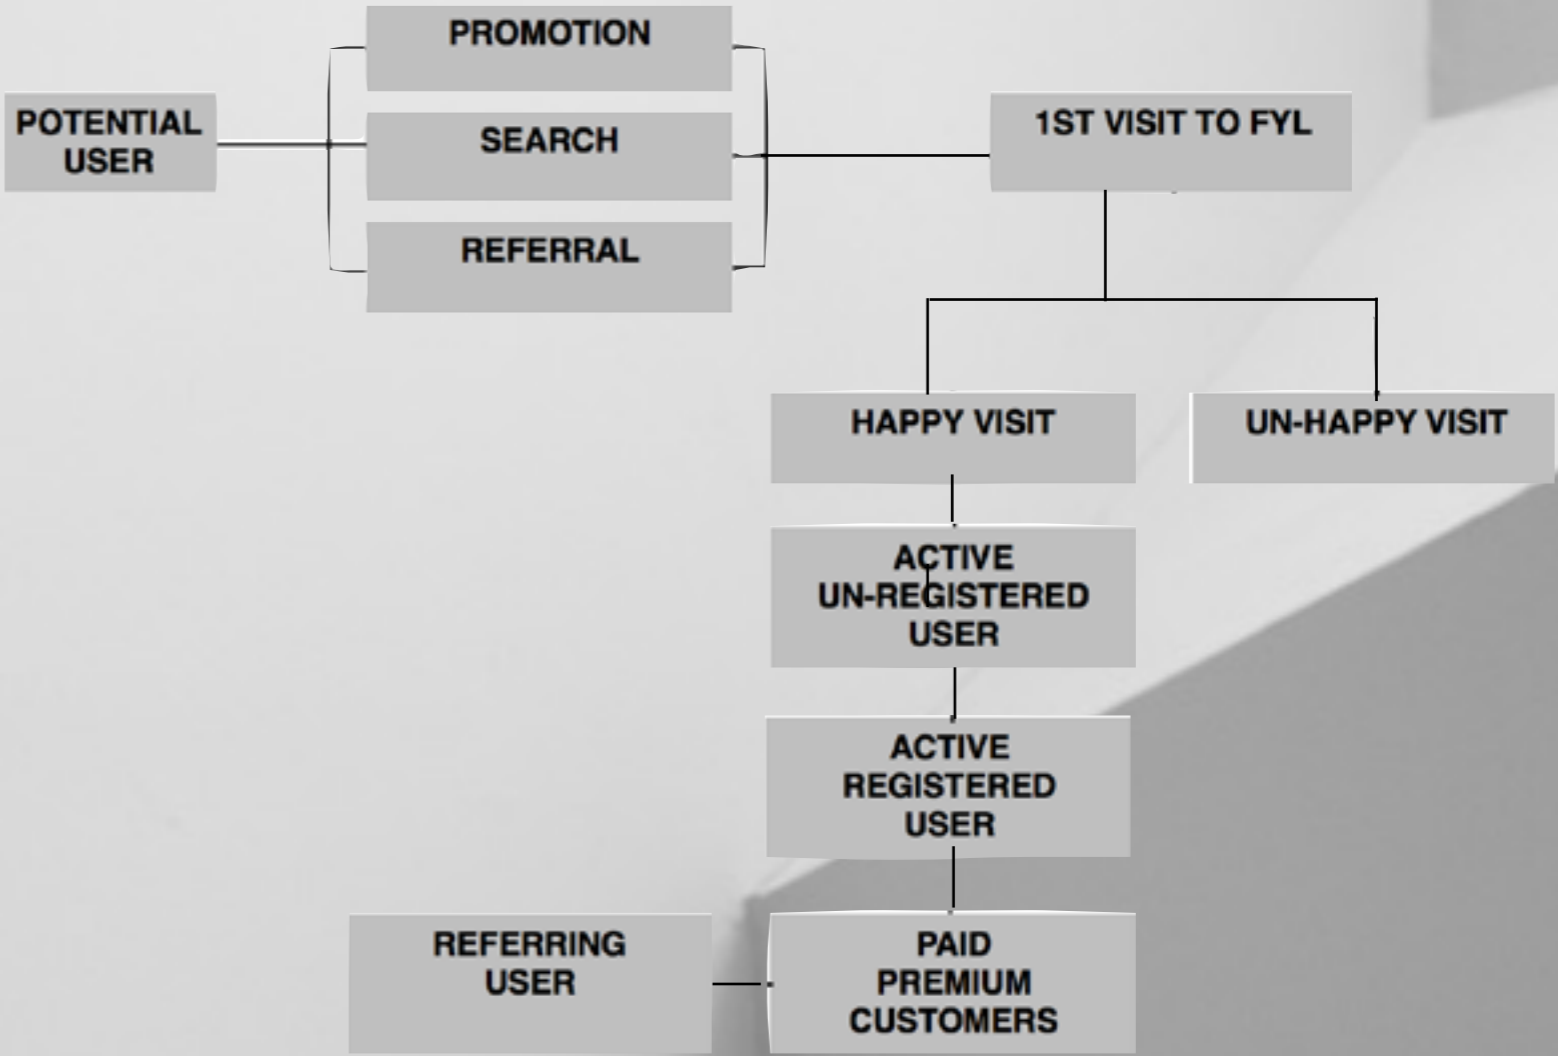 PROMOTION
POTENTIAL
USER
SEARCH
REFERRAL
1ST VISIT TO FYL
HAPPY VISIT
UN-HAPPY VISIT
ACTIVE
UN-REGISTERED
USER
ACTIVE
REGISTERED
USER
REFERRING
USER
PAID
PREMIUM
CUSTOMERS